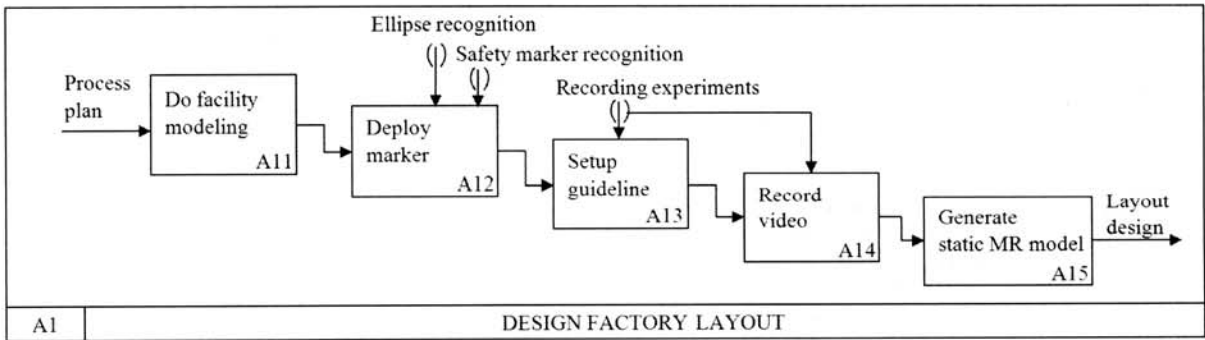 Ellipse recognition
Safety marker recognition
Recording experiments
Process
plan
Do facility
modeling
A11
Deploy
marker
A12
Setup
guideline
A13
Record
video
A14
Generate
static MR model
A15
Layout
design
A1
DESIGN FACTORY LAYOUT